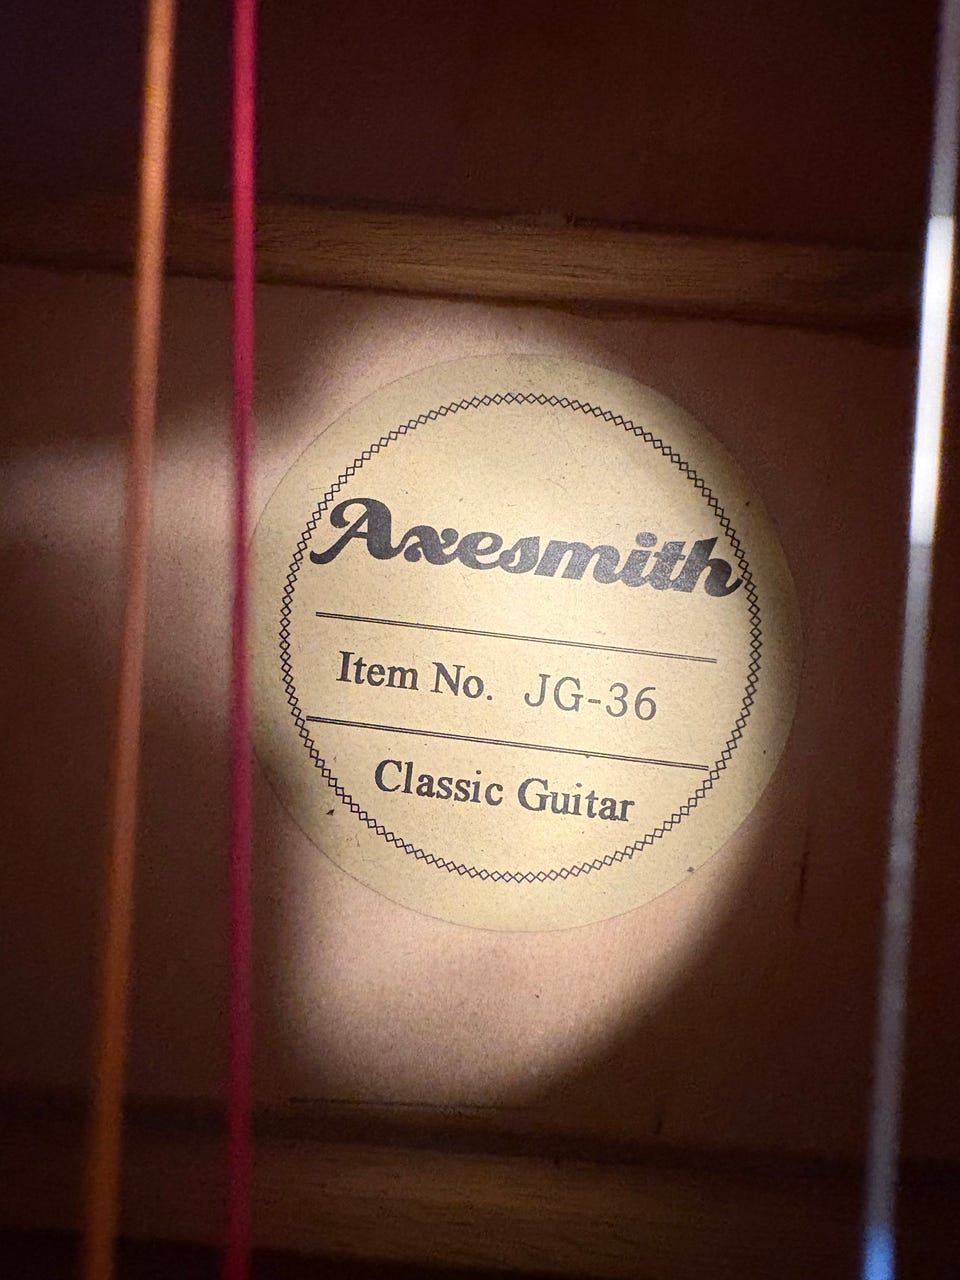 Axesmith
Item No. JG-36
Classic Guitar